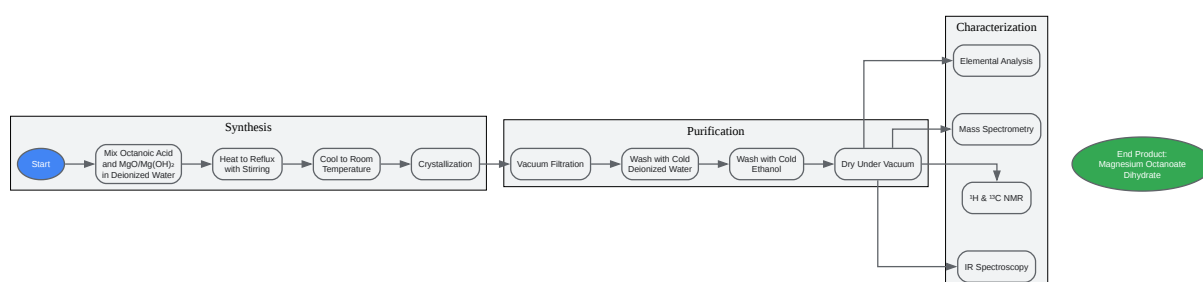 Characterization
Elemental Analysis
Mass Spectrometry
¹H & ¹³C NMR
IR Spectroscopy
Synthesis
Start
Mix Octanoic Acid
and MgO/Mg(OH)₂
in Deionized Water
Heat to Reflux
with Stirring
Cool to Room
Temperature
Crystallization
Purification
Vacuum Filtration
Wash with Cold
Deionized Water
Wash with Cold
Ethanol
Dry Under Vacuum
End Product:
Magnesium Octanoate
Dihydrate